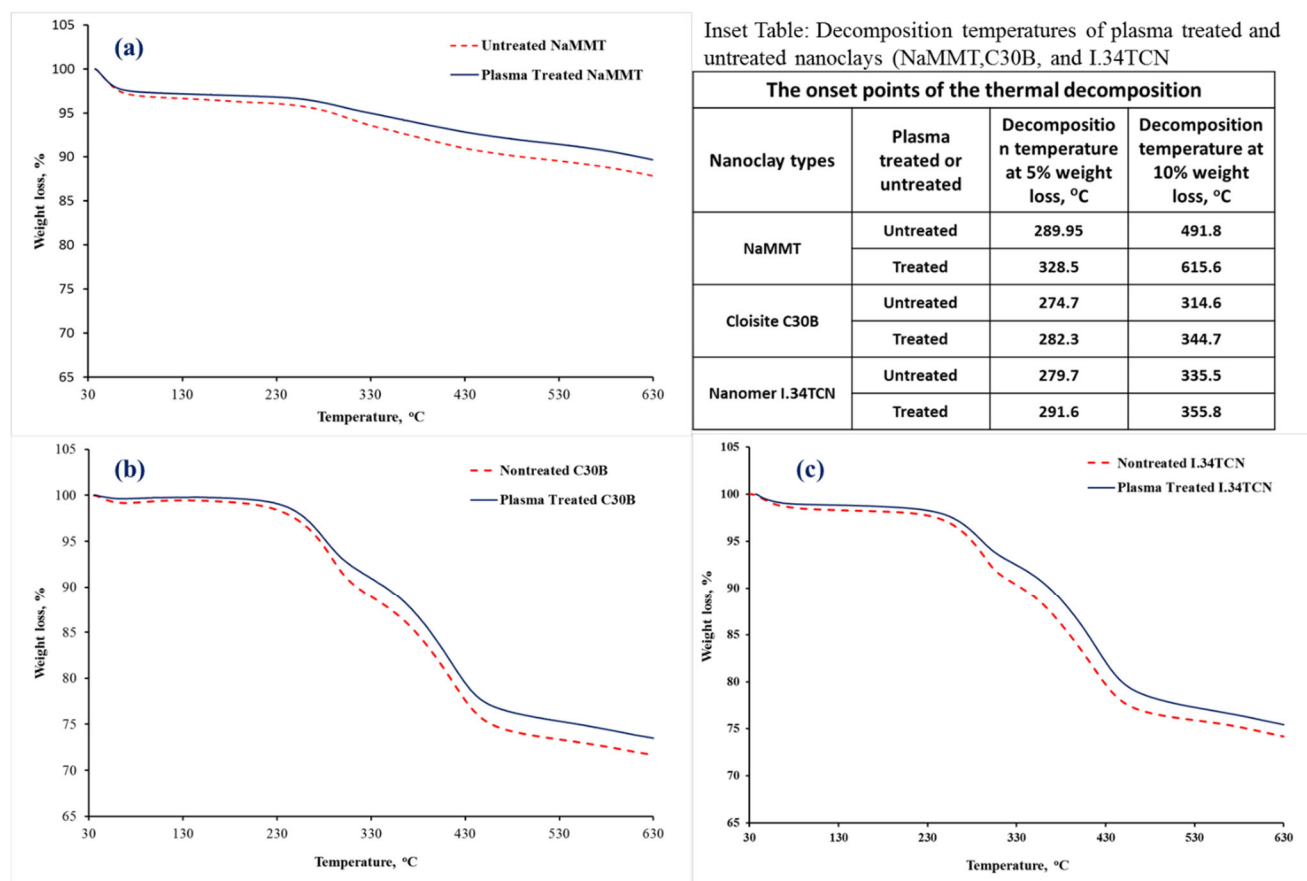 (a)
Untreated NaMMT
Plasma Treated NaMMT
Weight loss, %
105
100
95
90
85
80
75
70
65
30 130 230 330 430 530 630
Temperature, °C
Inset Table: Decomposition temperatures of plasma treated and
untreated nanoclays (NaMMT,C30B, and I.34TCN
The onset points of the thermal decomposition
Nanoclay types
Plasma
treated or
untreated
Decompositio
n temperature
at 5% weight
loss, °C
Decomposition
temperature at
10% weight
loss, °C
NaMMT
Untreated 289.95 491.8
Treated 328.5 615.6
Cloisite C30B
Untreated 274.7 314.6
Treated 282.3 344.7
Nanomer I.34TCN
Untreated 279.7 335.5
Treated 291.6 355.8
(b)
Nontreated C30B
Plasma Treated C30B
Weight loss, %
105
100
95
90
85
80
75
70
65
30 130 230 330 430 530 630
Temperature, °C
(c)
Nontreated I.34TCN
Plasma Treated I.34TCN
Weight loss, %
105
100
95
90
85
80
75
70
65
30 130 230 330 430 530 630
Temperature, °C